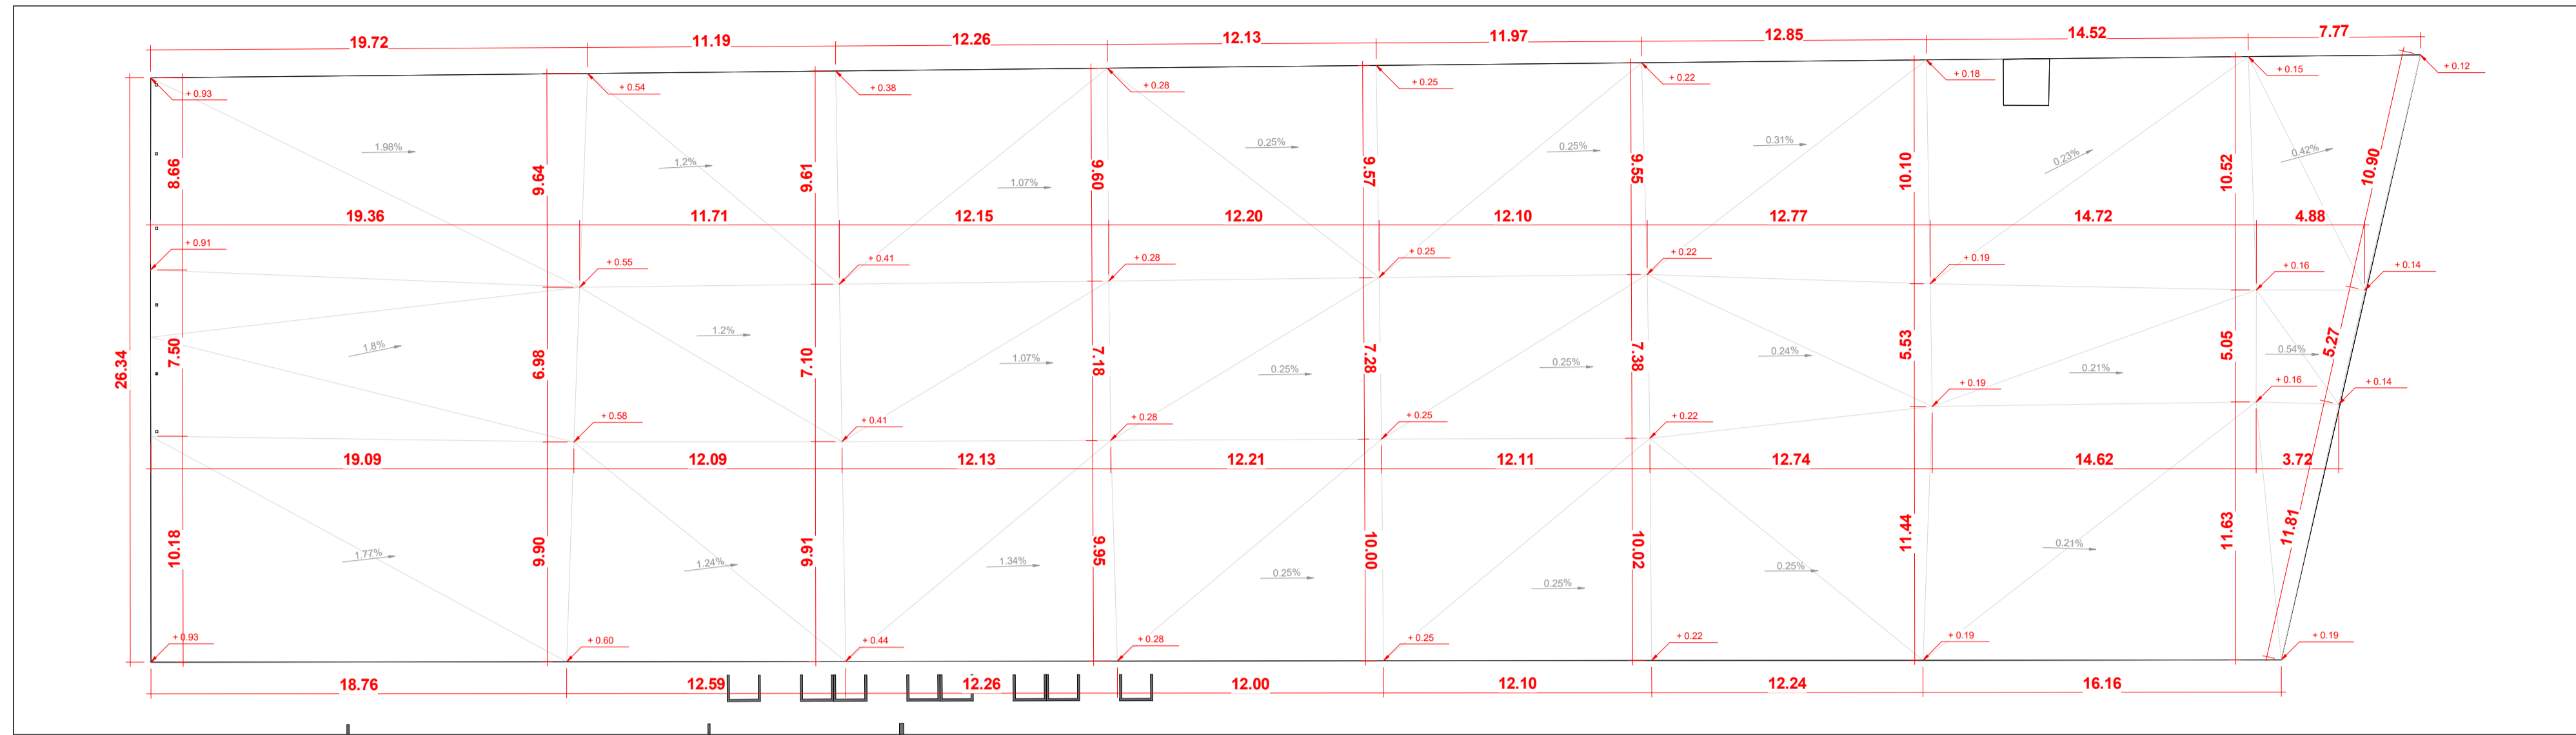 19.72 11.19 12.26 12.13 11.97 12.85 14.52 7.77
+ 0.93 + 0.54 + 0.38 + 0.28 + 0.25 + 0.22 + 0.18 + 0.15 + 0.12
1.98% 1.2% 1.07% 0.25% 0.25% 0.31% 0.23% 0.42%
8.66 9.64 9.61 9.60 9.57 9.55 10.10 10.52 10.90
19.36 11.71 12.15 12.20 12.10 12.77 14.72 4.88
+ 0.91 + 0.55 + 0.41 + 0.28 + 0.25 + 0.22 + 0.19 + 0.16 + 0.14
26.34 7.50 6.98 7.10 7.18 7.28 7.38 5.53 5.05 5.27
1.8% 1.2% 1.07% 0.25% 0.25% 0.24% 0.21% 0.54%
+ 0.58 + 0.41 + 0.28 + 0.25 + 0.22 + 0.19 + 0.16 + 0.14
19.09 12.09 12.13 12.21 12.11 12.74 14.62 3.72
10.18 9.90 9.91 9.95 10.00 10.02 11.44 11.63 11.81
1.77% 1.24% 1.34% 0.25% 0.25% 0.25% 0.21%
+ 0.93 + 0.60 + 0.44 + 0.28 + 0.25 + 0.22 + 0.19 + 0.19
18.76 12.59 12.26 12.00 12.10 12.24 16.16